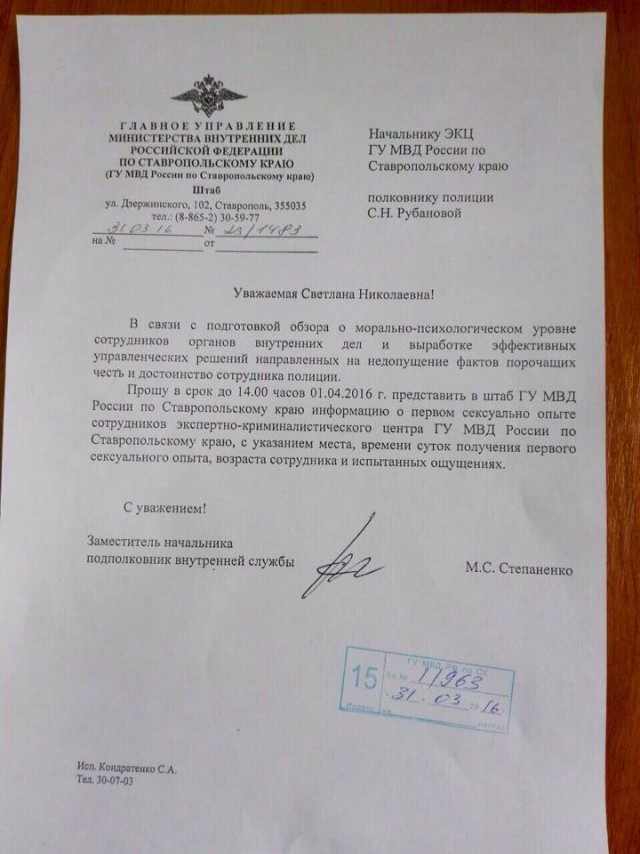 ГЛАВНОЕ УПРАВЛЕНИЕ
МИНИСТЕРСТВА ВНУТРЕННИХ ДЕЛ
РОССИЙСКОЙ ФЕДЕРАЦИИ
ПО СТАВРОПОЛЬСКОМУ КРАЮ
(ГУ МВД России по Ставропольскому краю)
Штаб
ул. Дзержинского, 102, Ставрополь, 355035
тел.: (8-865-2) 30-59-77
31 03 16 № 23/1483
на № от
Начальнику ЭКЦ
ГУ МВД России по
Ставропольскому краю
полковнику полиции
С.Н. Рубановой
Уважаемая Светлана Николаевна!
В связи с подготовкой обзора о морально-психологическом уровне
сотрудников органов внутренних дел и выработке эффективных
управленческих решений направленных на недопущение фактов порочащих
честь и достоинство сотрудника полиции.
Прошу в срок до 14.00 часов 01.04.2016 г. представить в штаб ГУ МВД
России по Ставропольскому краю информацию о первом сексуально опыте
сотрудников экспертно-криминалистического центра ГУ МВД России по
Ставропольскому краю, с указанием места, времени суток получения первого
сексуального опыта, возраста сотрудника и испытанных ощущениях.
С уважением!
Заместитель начальника
подполковник внутренней службы
М.С. Степаненко
ГУ МВД РФ по СК
15 Вх № 11963
31. 03 2016
Исп. Кондратенко С.А.
Тел. 30-07-03